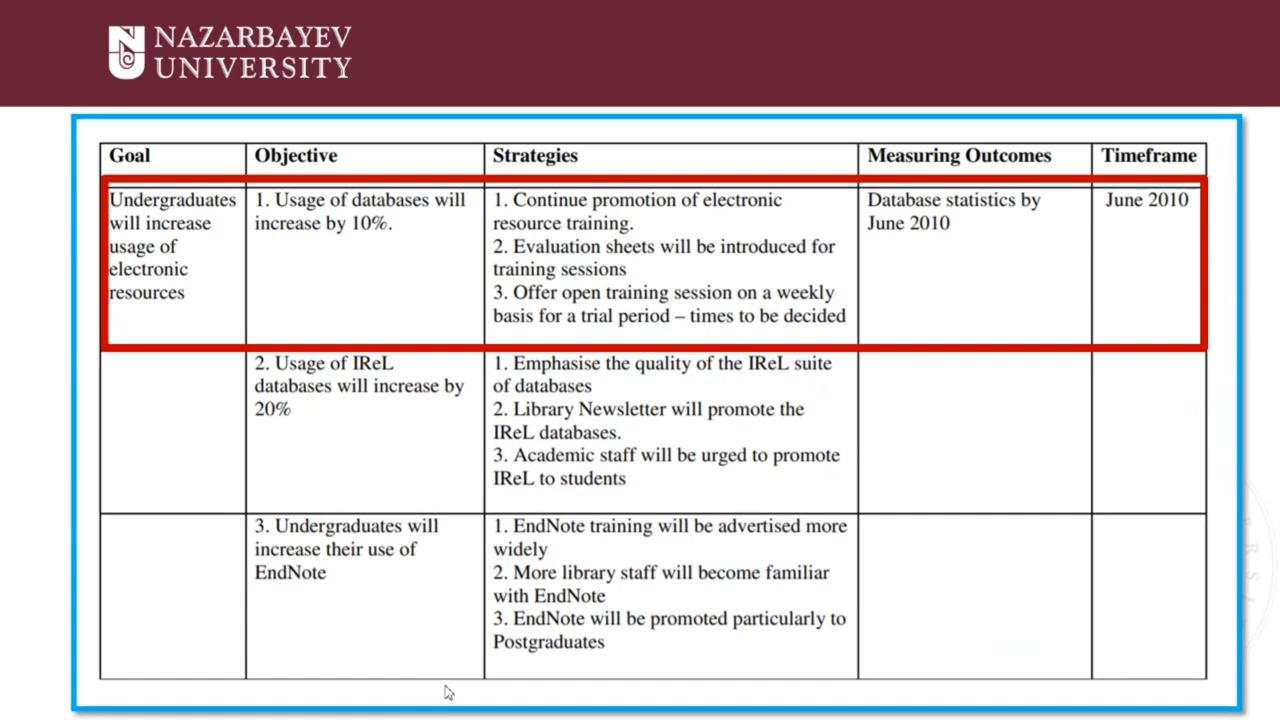 NAZARBAYEV
UNIVERSITY
Goal
Objective
Strategies
Measuring Outcomes
Timeframe
Undergraduates
will increase
usage of
electronic
resources
1. Usage of databases will
increase by 10%.
1. Continue promotion of electronic
resource training.
2. Evaluation sheets will be introduced for
training sessions
3. Offer open training session on a weekly
basis for a trial period – times to be decided
Database statistics by
June 2010
June 2010
2. Usage of IReL
databases will increase by
20%
1. Emphasise the quality of the IReL suite
of databases
2. Library Newsletter will promote the
IReL databases.
3. Academic staff will be urged to promote
IReL to students
3. Undergraduates will
increase their use of
EndNote
1. EndNote training will be advertised more
widely
2. More library staff will become familiar
with EndNote
3. EndNote will be promoted particularly to
Postgraduates